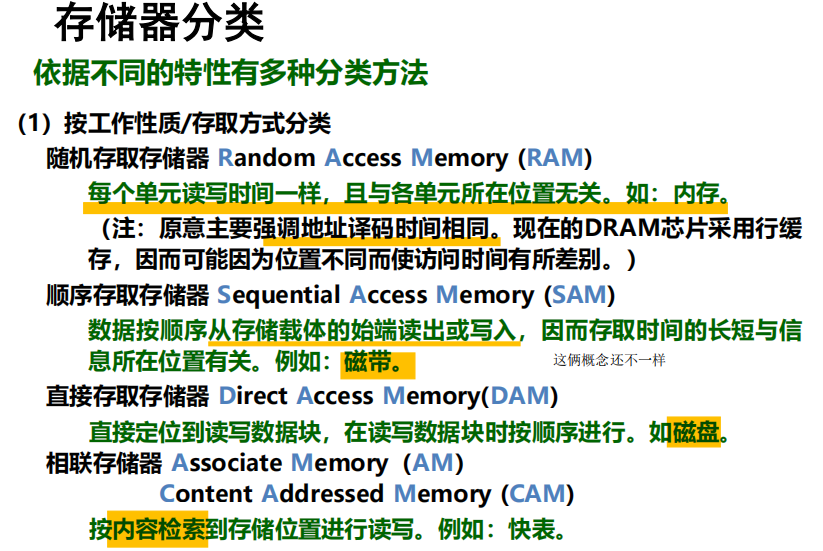 存储器分类
依据不同的特性有多种分类方法
（1）按工作性质/存取方式分类
随机存取存储器 Random Access Memory (RAM)
每个单元读写时间一样，且与各单元所在位置无关。如：内存。
（注：原意主要强调地址译码时间相同。现在的DRAM芯片采用行缓
存，因而可能因为位置不同而使访问时间有所差别。）
顺序存取存储器 Sequential Access Memory (SAM)
数据按顺序从存储载体的始端读出或写入，因而存取时间的长短与信
息所在位置有关。例如：磁带。
这俩概念还不一样
直接存取存储器 Direct Access Memory(DAM)
直接定位到读写数据块，在读写数据块时按顺序进行。如磁盘。
相联存储器 Associate Memory（AM）
Content Addressed Memory (CAM)
按内容检索到存储位置进行读写。例如：快表。